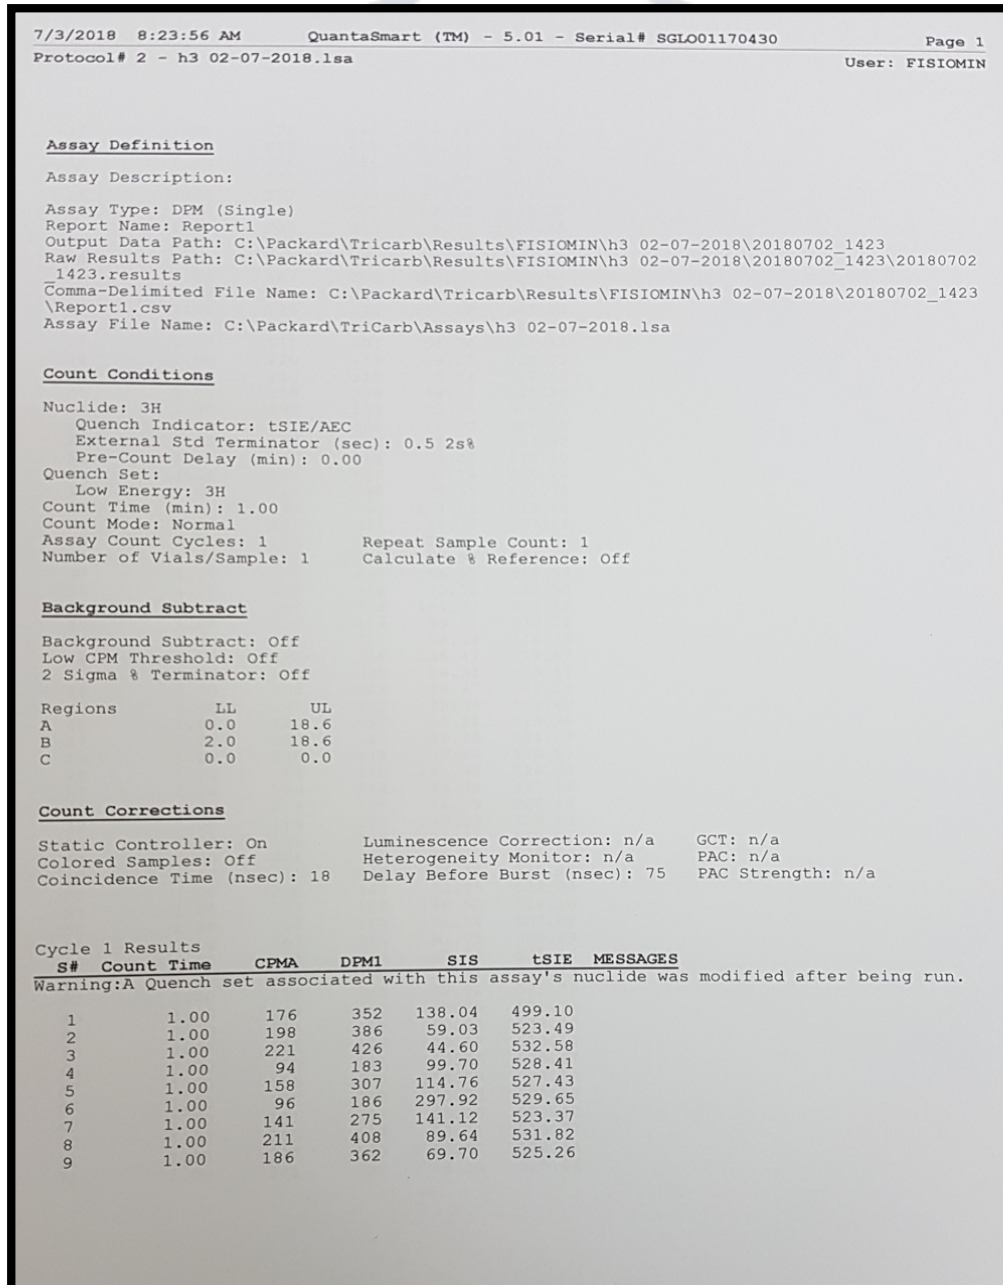 7/3/2018 8:23:56 AM QuantaSmart (TM) - 5.01 - Serial# SGLO01170430 Page 1
Protocol# 2 - h3 02-07-2018.lsa User: FISIOMIN
Assay Definition
Assay Description:
Assay Type: DPM (Single)
Report Name: Report1
Output Data Path: C:\Packard\Tricarb\Results\FISIOMIN\h3 02-07-2018\20180702_1423
Raw Results Path: C:\Packard\Tricarb\Results\FISIOMIN\h3 02-07-2018\20180702_1423\20180702
_1423.results
Comma-Delimited File Name: C:\Packard\Tricarb\Results\FISIOMIN\h3 02-07-2018\20180702_1423
\Report1.csv
Assay File Name: C:\Packard\TriCarb\Assays\h3 02-07-2018.lsa
Count Conditions
Nuclide: 3H
Quench Indicator: tSIE/AEC
External Std Terminator (sec): 0.5 2s%
Pre-Count Delay (min): 0.00
Quench Set:
Low Energy: 3H
Count Time (min): 1.00
Count Mode: Normal
Assay Count Cycles: 1 Repeat Sample Count: 1
Number of Vials/Sample: 1 Calculate % Reference: Off
Background Subtract
Background Subtract: Off
Low CPM Threshold: Off
2 Sigma % Terminator: Off
Regions LL UL
A 0.0 18.6
B 2.0 18.6
C 0.0 0.0
Count Corrections
Static Controller: On Luminescence Correction: n/a GCT: n/a
Colored Samples: Off Heterogeneity Monitor: n/a PAC: n/a
Coincidence Time (nsec): 18 Delay Before Burst (nsec): 75 PAC Strength: n/a
Cycle 1 Results
S# Count Time CPMA DPM1 SIS tSIE MESSAGES
Warning:A Quench set associated with this assay's nuclide was modified after being run.
1 1.00 176 352 138.04 499.10
2 1.00 198 386 59.03 523.49
3 1.00 221 426 44.60 532.58
4 1.00 94 183 99.70 528.41
5 1.00 158 307 114.76 527.43
6 1.00 96 186 297.92 529.65
7 1.00 141 275 141.12 523.37
8 1.00 211 408 89.64 531.82
9 1.00 186 362 69.70 525.26